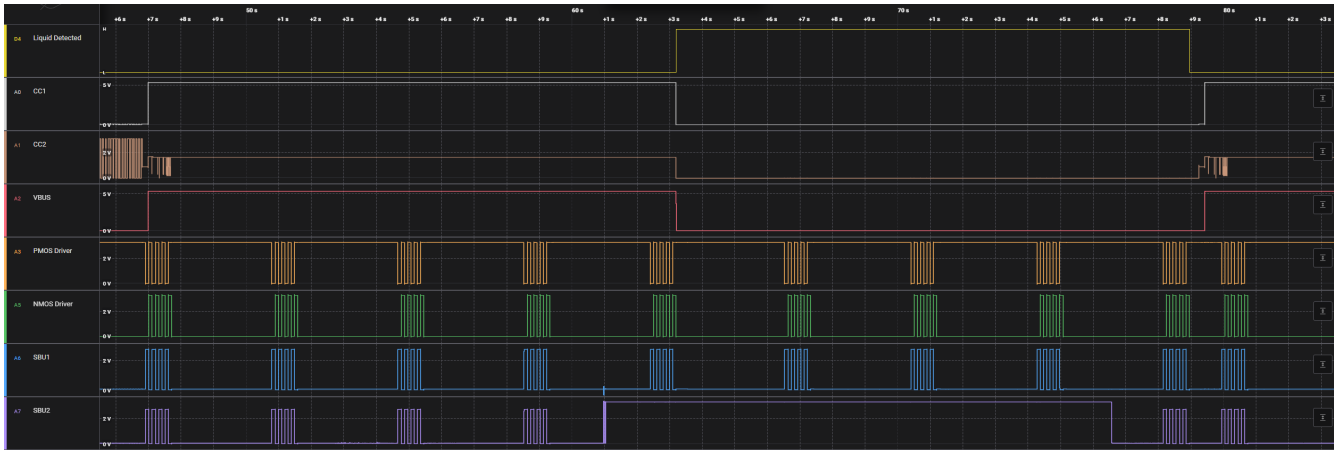 50 s 60 s 70 s 80 s
+6 s +7 s +8 s +9 s +1 s +2 s +3 s +4 s +5 s +6 s +7 s +8 s +9 s +1 s +2 s +3 s +4 s +5 s +6 s +7 s +8 s +9 s +1 s +2 s +3 s +4 s +5 s +6 s +7 s +8 s +9 s +1 s +2 s +3 s
D4 Liquid Detected H
L
A0 CC1 5 V
0 V
A1 CC2 2 V
0 V
A2 VBUS 5 V
0 V
PMOS Driver 2 V
0 V
NMOS Driver 2 V
0 V
A6 SBU1 2 V
0 V
A7 SBU2 2 V
0 V